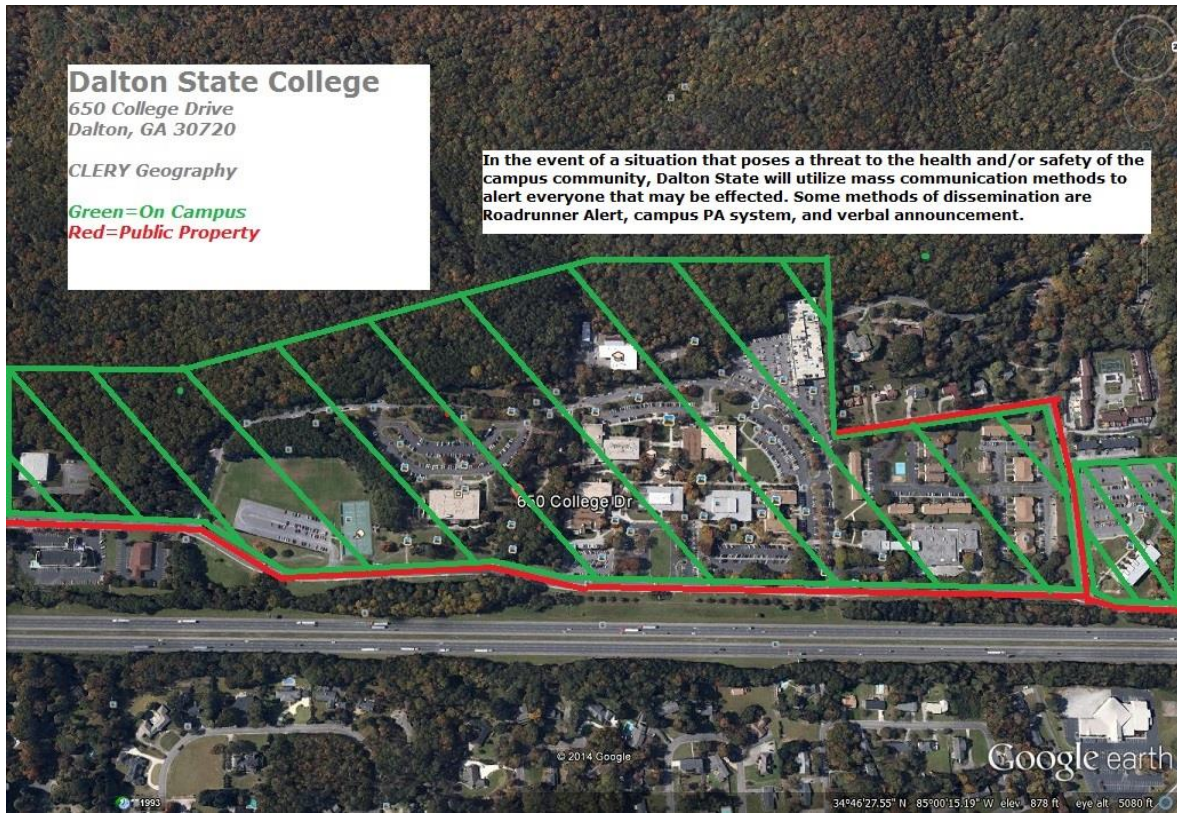 Dalton State College
650 College Drive
Dalton, GA 30720
CLERY Geography
Green=On Campus
Red=Public Property
In the event of a situation that poses a threat to the health and/or safety of the
campus community, Dalton State will utilize mass communication methods to
alert everyone that may be effected. Some methods of dissemination are
Roadrunner Alert, campus PA system, and verbal announcement.
650 College Dr
© 2014 Google
Google earth
1993
34°46'27.55" N 85°00'15.19" W elev 878 ft eye alt 5080 ft